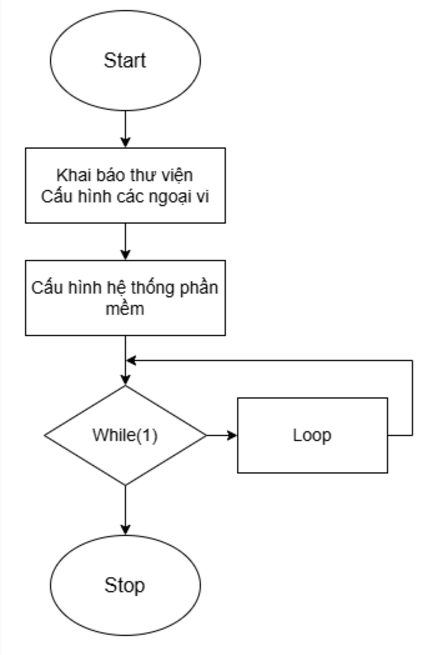 Start
Khai báo thư viện
Cấu hình các ngoại vi
Cấu hình hệ thống phần
mềm
While(1)
Loop
Stop